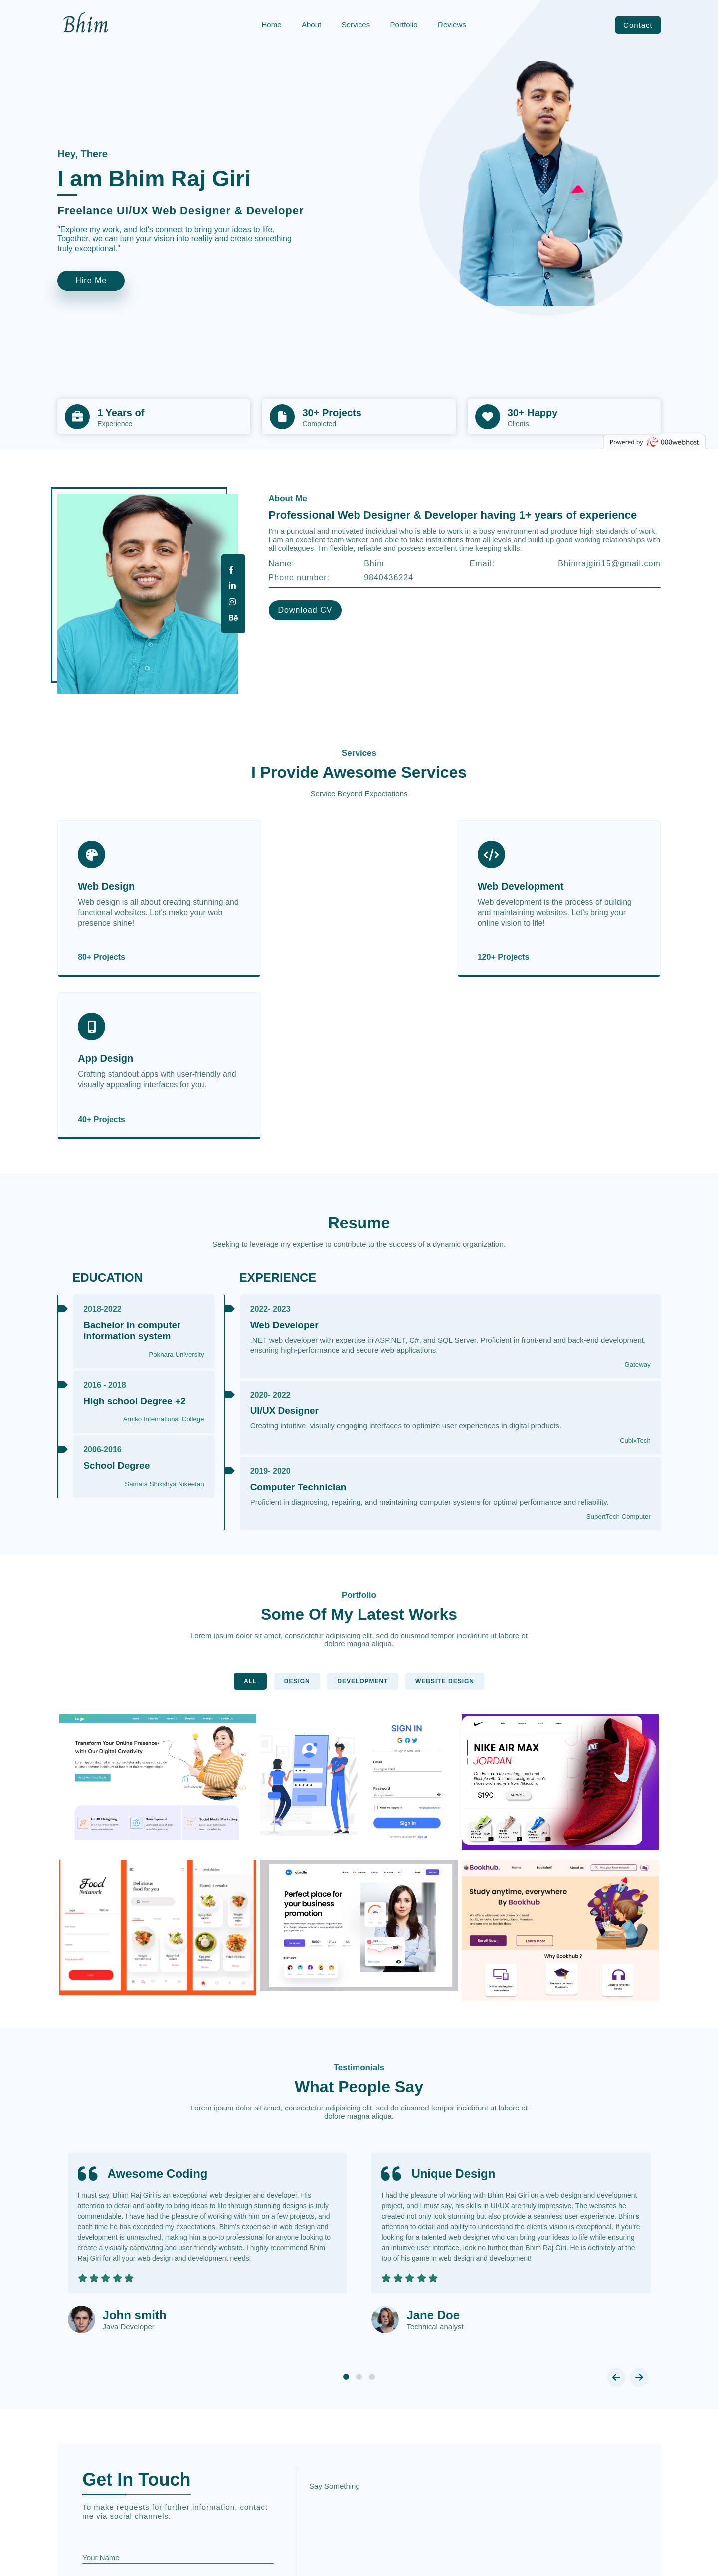 Bhim
Home About Services Portfolio Reviews
Contact
Hey, There
I am Bhim Raj Giri
Freelance UI/UX Web Designer & Developer
"Explore my work, and let's connect to bring your ideas to life.
Together, we can turn your vision into reality and create something
truly exceptional."
Hire Me
1 Years of
Experience
30+ Projects
Completed
30+ Happy
Clients
Powered by 000webhost
About Me
Professional Web Designer & Developer having 1+ years of experience
I'm a punctual and motivated individual who is able to work in a busy environment ad produce high standards of work.
I am an excellent team worker and able to take instructions from all levels and build up good working relationships with
all colleagues. I'm flexible, reliable and possess excellent time keeping skills.
Name: Bhim Email: Bhimrajgiri15@gmail.com
Phone number: 9840436224
Download CV
Services
I Provide Awesome Services
Service Beyond Expectations
Web Design
Web design is all about creating stunning and
functional websites. Let's make your web
presence shine!
80+ Projects
Web Development
Web development is the process of building
and maintaining websites. Let's bring your
online vision to life!
120+ Projects
App Design
Crafting standout apps with user-friendly and
visually appealing interfaces for you.
40+ Projects
Resume
Seeking to leverage my expertise to contribute to the success of a dynamic organization.
EDUCATION
2018-2022
Bachelor in computer
information system
Pokhara University
2016 - 2018
High school Degree +2
Arniko International College
2006-2016
School Degree
Samata Shikshya Nikeetan
EXPERIENCE
2022- 2023
Web Developer
.NET web developer with expertise in ASP.NET, C#, and SQL Server. Proficient in front-end and back-end development,
ensuring high-performance and secure web applications.
Gateway
2020- 2022
UI/UX Designer
Creating intuitive, visually engaging interfaces to optimize user experiences in digital products.
CubixTech
2019- 2020
Computer Technician
Proficient in diagnosing, repairing, and maintaining computer systems for optimal performance and reliability.
SupertTech Computer
Portfolio
Some Of My Latest Works
Lorem ipsum dolor sit amet, consectetur adipisicing elit, sed do eiusmod tempor incididunt ut labore et
dolore magna aliqua.
ALL DESIGN DEVELOPMENT WEBSITE DESIGN
Logo
Transform Your Online Presence-
with Our Digital Creativity
UI UX Designing
Development
Social Media Marketing
SIGN IN
Email
Password
Sign in
NIKE AIR MAX
JORDAN
$190
Add To Cart
Food
Network
Delicious
food for you
studio
Perfect place for
your business
promotion
Bookhub.
Study anytime, everywhere
By Bookhub
Why Bookhub ?
Testimonials
What People Say
Lorem ipsum dolor sit amet, consectetur adipisicing elit, sed do eiusmod tempor incididunt ut labore et
dolore magna aliqua.
Awesome Coding
I must say, Bhim Raj Giri is an exceptional web designer and developer. His
attention to detail and ability to bring ideas to life through stunning designs is truly
commendable. I have had the pleasure of working with him on a few projects, and
each time he has exceeded my expectations. Bhim's expertise in web design and
development is unmatched, making him a go-to professional for anyone looking to
create a visually captivating and user-friendly website. I highly recommend Bhim
Raj Giri for all your web design and development needs!
John smith
Java Developer
Unique Design
I had the pleasure of working with Bhim Raj Giri on a web design and development
project, and I must say, his skills in UI/UX are truly impressive. The websites he
created not only look stunning but also provide a seamless user experience. Bhim's
attention to detail and ability to understand the client's vision is exceptional. If you're
looking for a talented web designer who can bring your ideas to life while ensuring
an intuitive user interface, look no further than Bhim Raj Giri. He is definitely at the
top of his game in web design and development!
Jane Doe
Technical analyst
Get In Touch
To make requests for further information, contact
me via social channels.
Your Name
Say Something